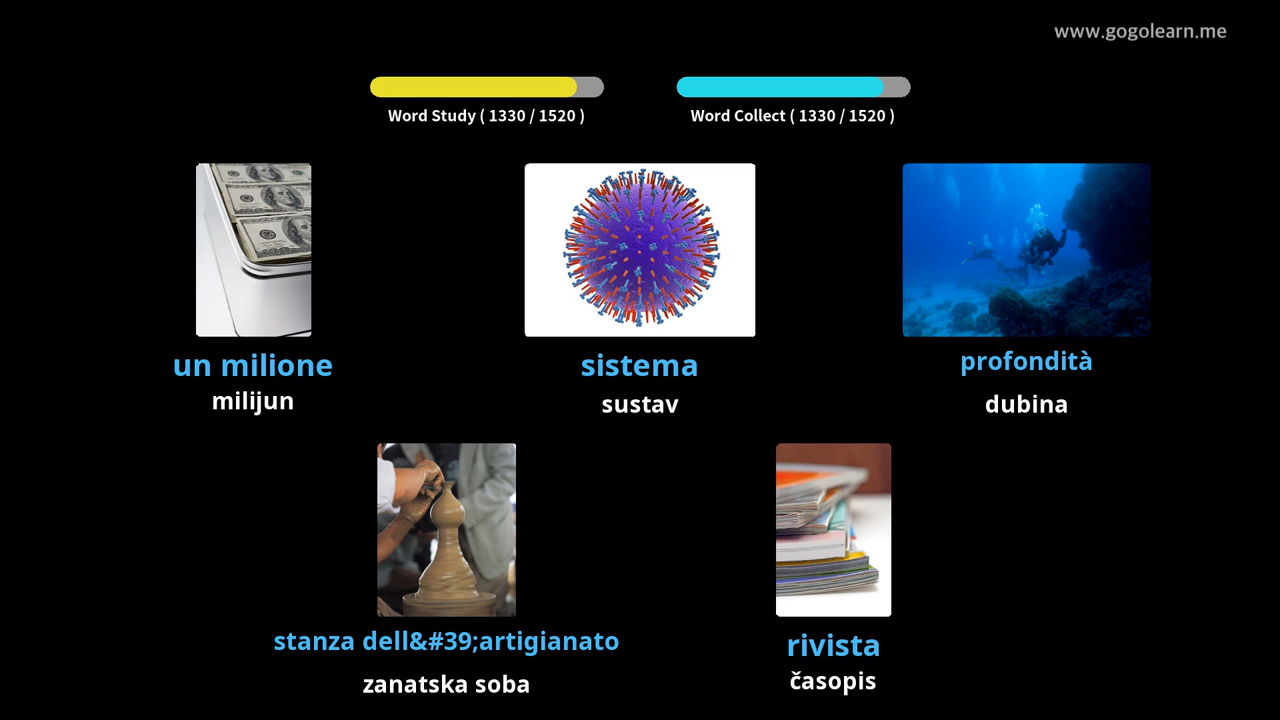 www.gogolearn.me
Word Study ( 1330 / 1520 )
Word Collect ( 1330 / 1520 )
un milione
milijun
sistema
sustav
profondità
dubina
stanza dell&#39;artigianato
zanatska soba
rivista
časopis